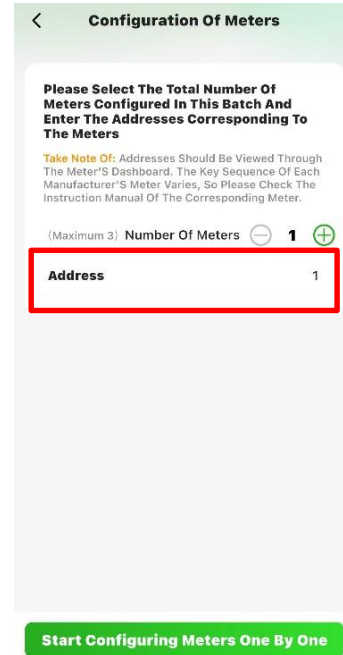 Configuration Of Meters
Please Select The Total Number Of
Meters Configured In This Batch And
Enter The Addresses Corresponding To
The Meters
Take Note Of: Addresses Should Be Viewed Through
The Meter'S Dashboard. The Key Sequence Of Each
Manufacturer'S Meter Varies, So Please Check The
Instruction Manual Of The Corresponding Meter.
(Maximum 3) Number Of Meters 1
Address 1
Start Configuring Meters One By One